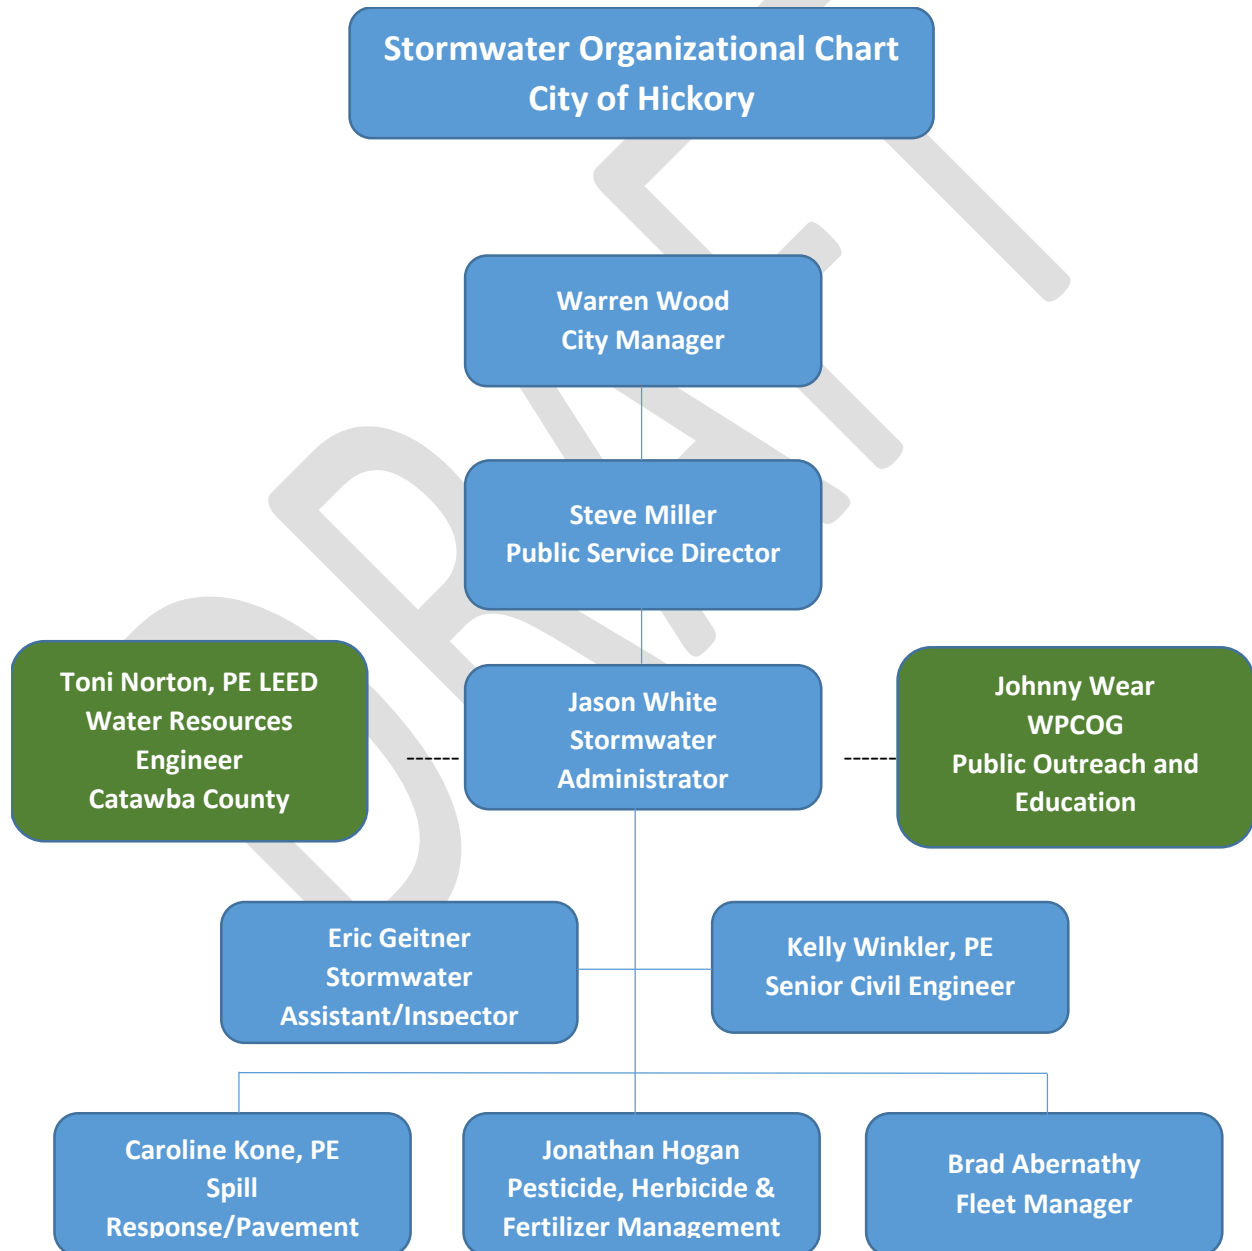 Stormwater Organizational Chart
City of Hickory
Warren Wood
City Manager
Steve Miller
Public Service Director
Toni Norton, PE LEED
Water Resources
Engineer
Catawba County
Jason White
Stormwater
Administrator
Johnny Wear
WPCOG
Public Outreach and
Education
Eric Geitner
Stormwater
Assistant/Inspector
Kelly Winkler, PE
Senior Civil Engineer
Caroline Kone, PE
Spill
Response/Pavement
Jonathan Hogan
Pesticide, Herbicide &
Fertilizer Management
Brad Abernathy
Fleet Manager
DRAFT